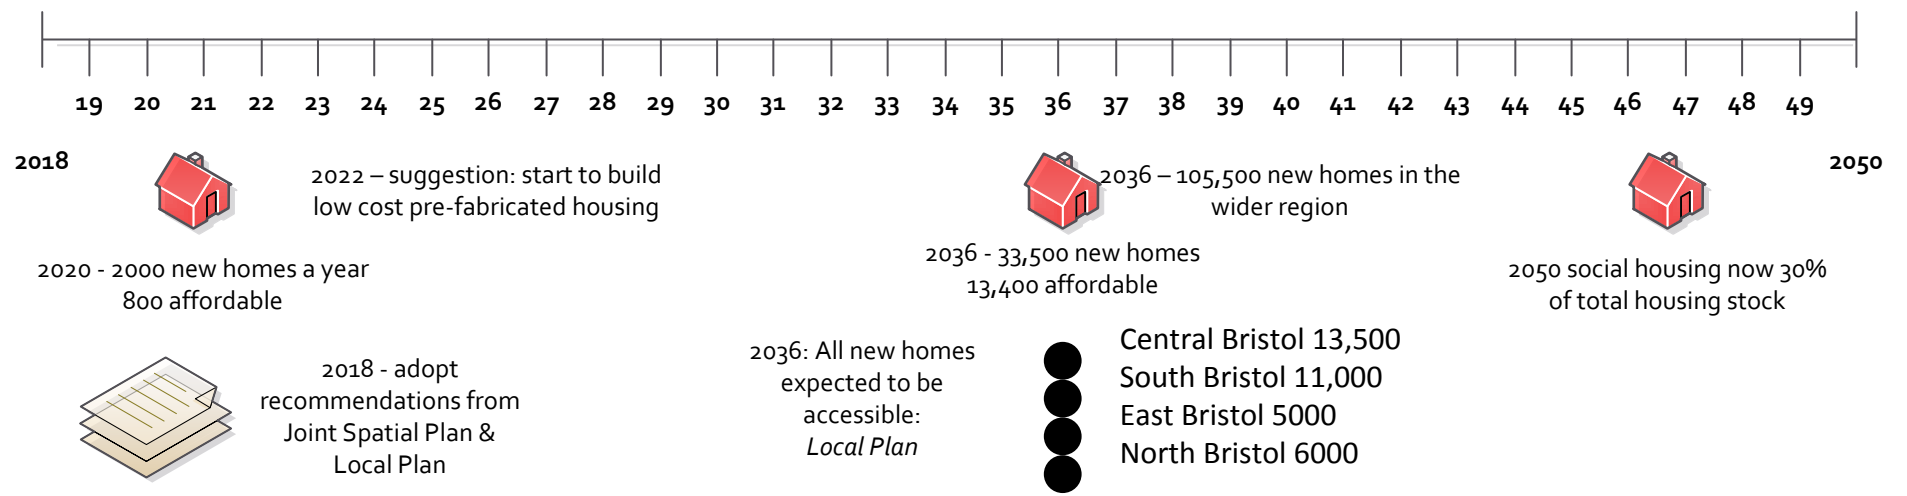 19 20 21 22 23 24 25 26 27 28 29 30 31 32 33 34 35 36 37 38 39 40 41 42 43 44 45 46 47 48 49
2018
2050
2022 – suggestion: start to build
low cost pre-fabricated housing
2036 – 105,500 new homes in the
wider region
2020 - 2000 new homes a year
800 affordable
2036 - 33,500 new homes
13,400 affordable
2050 social housing now 30%
of total housing stock
2018 - adopt
recommendations from
Joint Spatial Plan &
Local Plan
2036: All new homes
expected to be
accessible:
Local Plan
Central Bristol 13,500
South Bristol 11,000
East Bristol 5000
North Bristol 6000